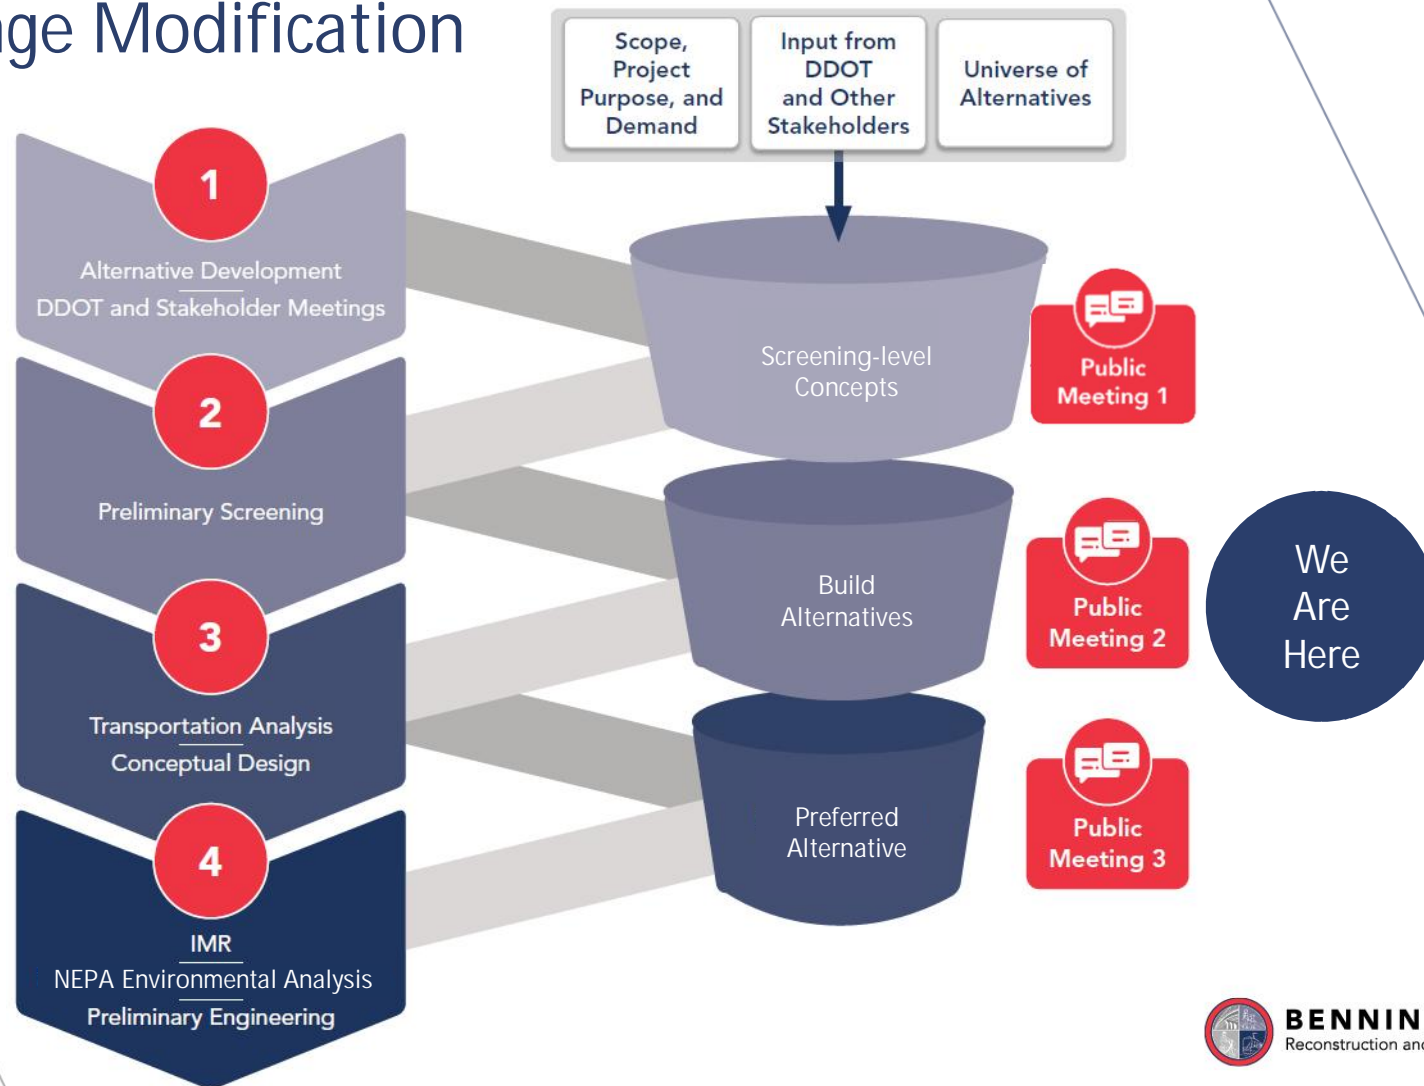 Modification
Scope,
Project
Purpose, and
Demand
Input from
DDOT
and Other
Stakeholders
Universe of
Alternatives
1
Alternative Development
DDOT and Stakeholder Meetings
2
Preliminary Screening
3
Transportation Analysis
Conceptual Design
4
IMR
NEPA Environmental Analysis
Preliminary Engineering
Screening-level
Concepts
Build
Alternatives
Preferred
Alternative
Public
Meeting 1
Public
Meeting 2
Public
Meeting 3
We
Are
Here
BENNIN
Reconstruction and